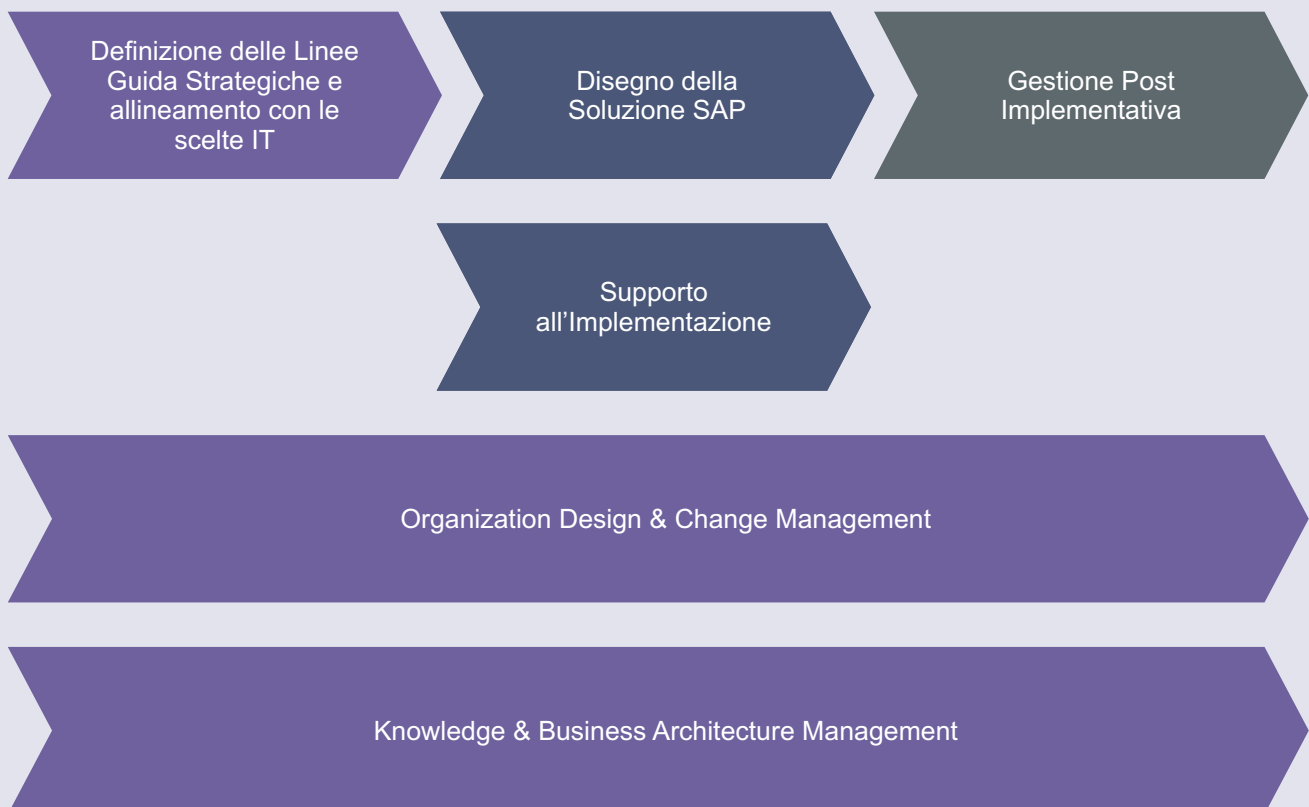 Definizione delle Linee
Guida Strategiche e
allineamento con le
scelte IT
Disegno della
Soluzione SAP
Gestione Post
Implementativa
Supporto
all’Implementazione
Organization Design & Change Management
Knowledge & Business Architecture Management